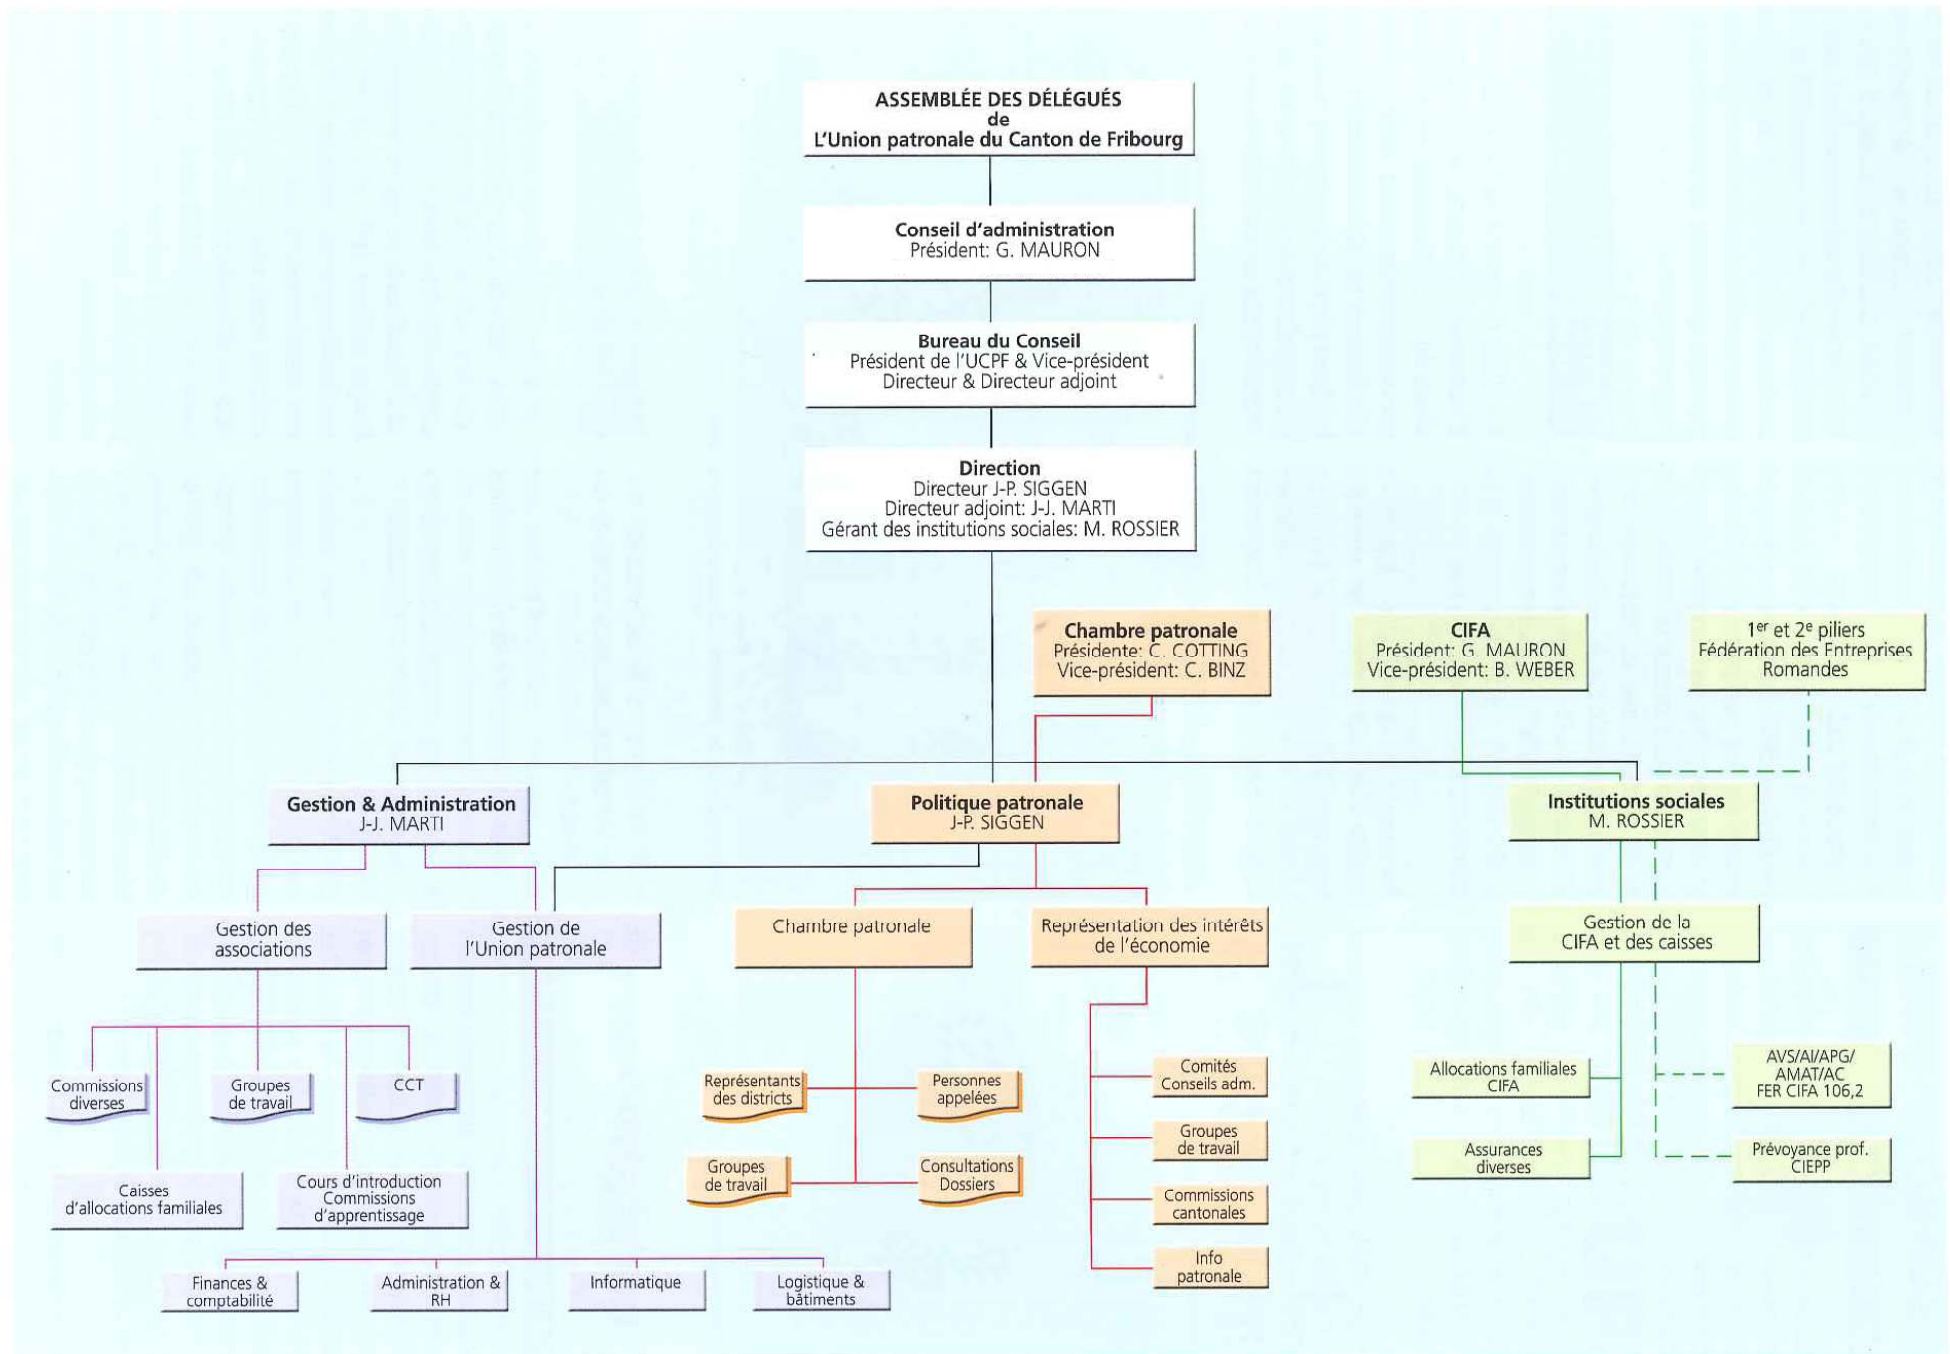 ASSEMBLÉE DES DÉLÉGUÉS
de
L'Union patronale du Canton de Fribourg
Conseil d'administration
Président: G. MAURON
Bureau du Conseil
Président de l'UCPF & Vice-président
Directeur & Directeur adjoint
Direction
Directeur J-P. SIGGEN
Directeur adjoint: J-J. MARTI
Gérant des institutions sociales: M. ROSSIER
Chambre patronale
Présidente: C. COTTING
Vice-président: C. BINZ
CIFA
Président: G. MAURON
Vice-président: B. WEBER
1er et 2e piliers
Fédération des Entreprises
Romandes
Gestion & Administration
J-J. MARTI
Politique patronale
J-P. SIGGEN
Institutions sociales
M. ROSSIER
Gestion des
associations
Gestion de
l'Union patronale
Chambre patronale
Représentation des intérêts
de l'économie
Gestion de la
CIFA et des caisses
Commissions
diverses
Groupes
de travail
CCT
Caisses
d'allocations familiales
Cours d'introduction
Commissions
d'apprentissage
Représentants
des districts
Personnes
appelées
Groupes
de travail
Consultations
Dossiers
Comités
Conseils adm.
Groupes
de travail
Commissions
cantonales
Info
patronale
Allocations familiales
CIFA
Assurances
diverses
AVS/AI/APG/
AMAT/AC
FER CIFA 106,2
Prévoyance prof.
CIEPP
Finances &
comptabilité
Administration &
RH
Informatique
Logistique &
bâtiments